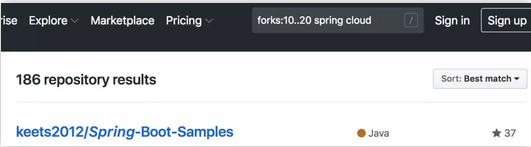 rise Explore Marketplace Pricing forks:10..20 spring cloud / Sign in Sign up
186 repository results Sort: Best match
keets2012/Spring-Boot-Samples Java 37